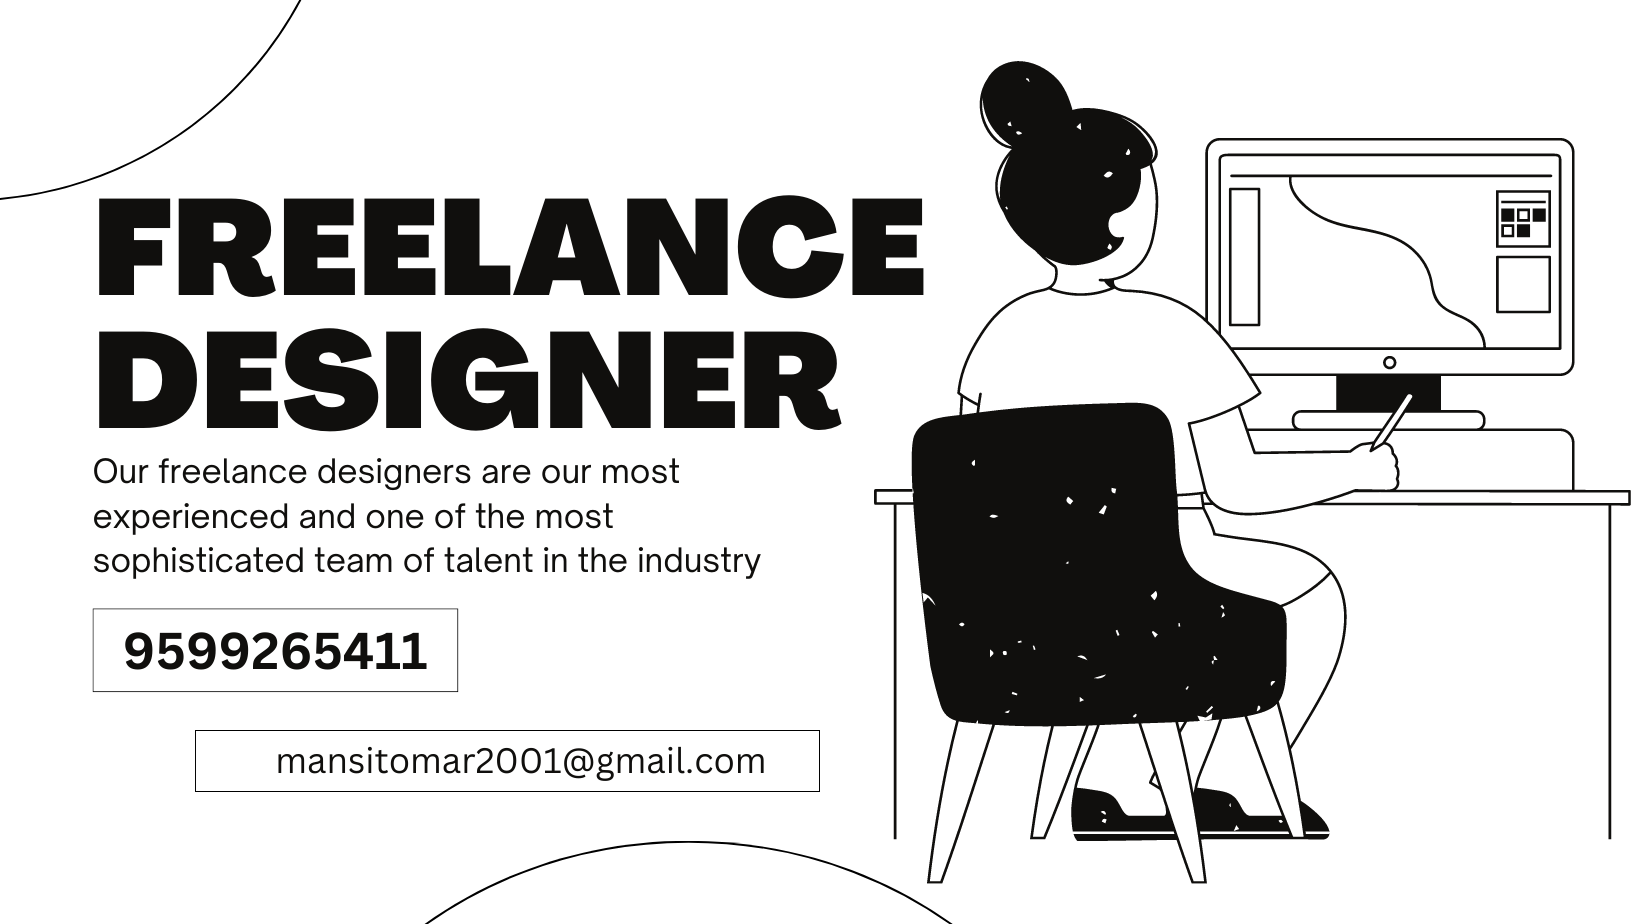 FREELANCE
DESIGNER
Our freelance designers are our most
experienced and one of the most
sophisticated team of talent in the industry
9599265411
mansitomar2001@gmail.com